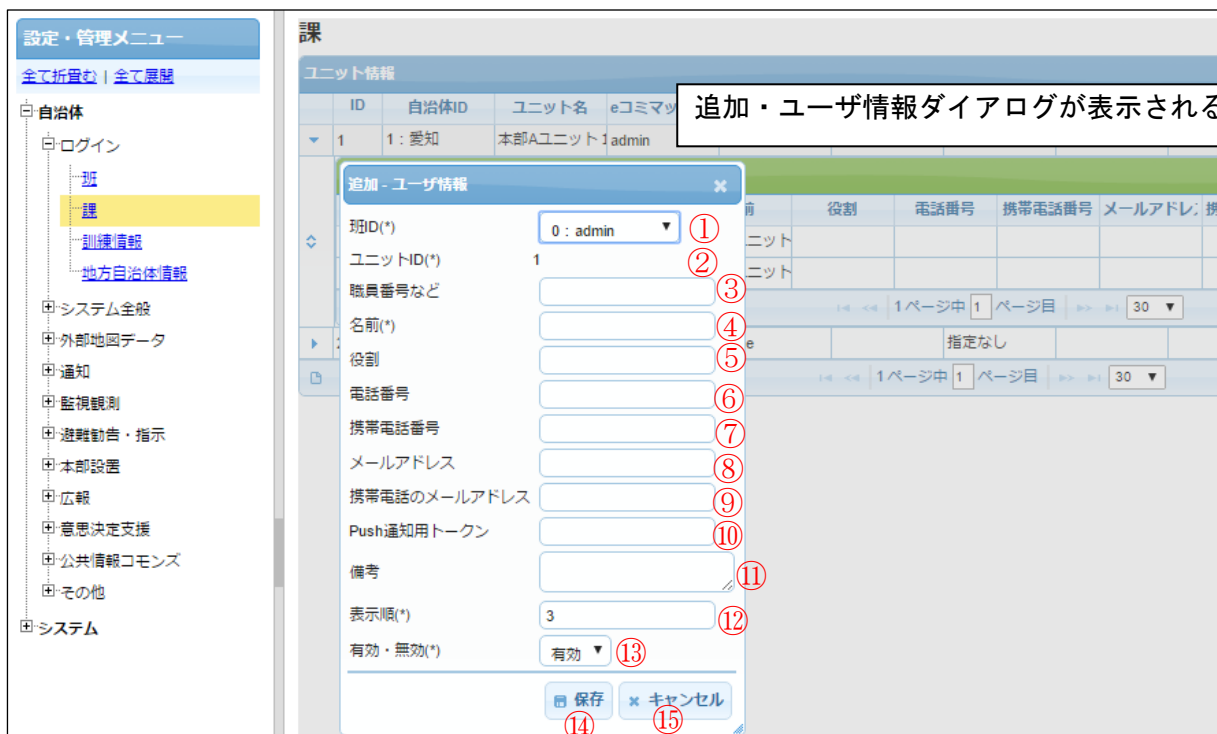 設定・管理メニュー
全て折畳む | 全て展開
自治体
ログイン
班
課
訓練情報
地方自治体情報
システム全般
外部地図データ
通知
監視観測
避難勧告・指示
本部設置
広報
意思決定支援
公共情報コモンズ
その他
システム
課
ユニット情報
ID 自治体ID ユニット名 eコミマッ
追加・ユーザ情報ダイアログが表示される
1 1：愛知 本部Aユニット1 admin
前 役割 電話番号 携帯電話番号 メールアドレ 携
ニット
ニット
1ページ中 1 ページ目 30
e 指定なし
1ページ中 1 ページ目 30
追加 - ユーザ情報
班ID(*) 0：admin ①
ユニットID(*) 1 ②
職員番号など ③
名前(*) ④
役割 ⑤
電話番号 ⑥
携帯電話番号 ⑦
メールアドレス ⑧
携帯電話のメールアドレス ⑨
Push通知用トークン ⑩
備考 ⑪
表示順(*) 3 ⑫
有効・無効(*) 有効 ⑬
保存 キャンセル
⑭ ⑮